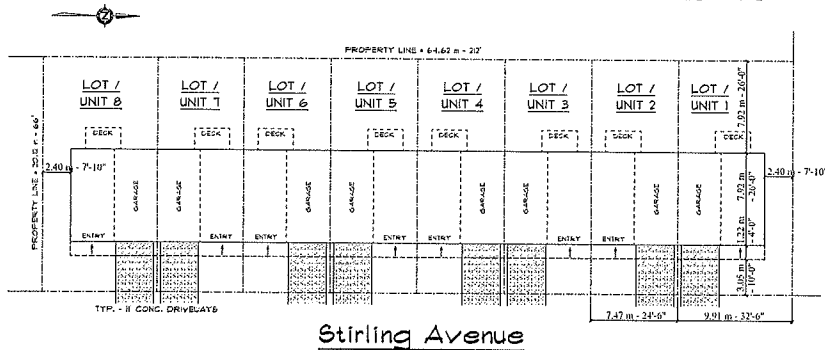 Z
PROPERTY LINE = 64.62 m - 212'
LOT / UNIT 8
LOT / UNIT 7
LOT / UNIT 6
LOT / UNIT 5
LOT / UNIT 4
LOT / UNIT 3
LOT / UNIT 2
LOT / UNIT 1
7.92 m - 26'-0"
DECK
DECK
DECK
DECK
DECK
DECK
DECK
DECK
2.40 m - 7'-10"
2.40 m - 7'-10"
GARAGE
GARAGE
GARAGE
GARAGE
GARAGE
GARAGE
GARAGE
GARAGE
7.92 m - 26'-0"
PROPERTY LINE = - 66'
ENTRY
ENTRY
ENTRY
ENTRY
ENTRY
ENTRY
ENTRY
1.22 m - 4'-0"
3.05 m - 10'-0"
TYP. - CONC. DRIVEWAYS
7.47 m - 24'-6"
9.91 m - 32'-6"
Stirling Avenue